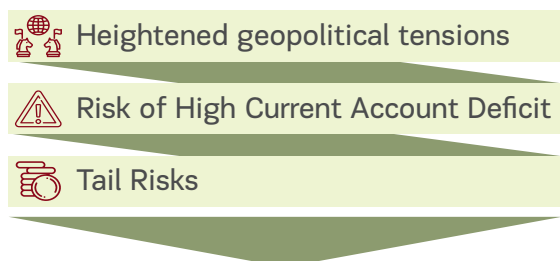 Heightened geopolitical tensions
Risk of High Current Account Deficit
Tail Risks